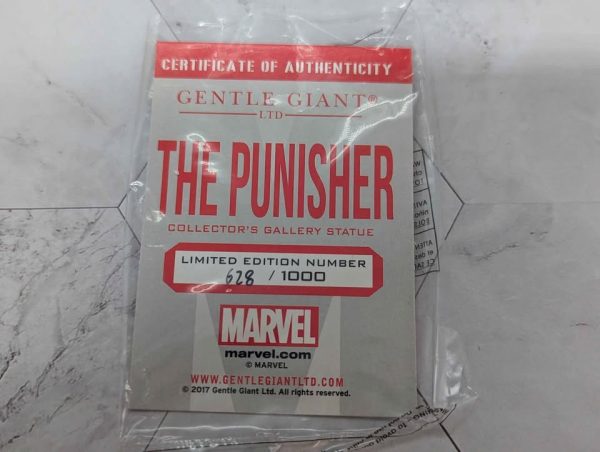 CERTIFICATE OF AUTHENTICITY
GENTLE GIANT®
LTD
THE PUNISHER
COLLECTOR'S GALLERY STATUE
LIMITED EDITION NUMBER
628 / 1000
MARVEL
marvel.com
© MARVEL
WWW.GENTLEGIANTLTD.COM
© 2017 Gentle Giant Ltd. All rights reserved.